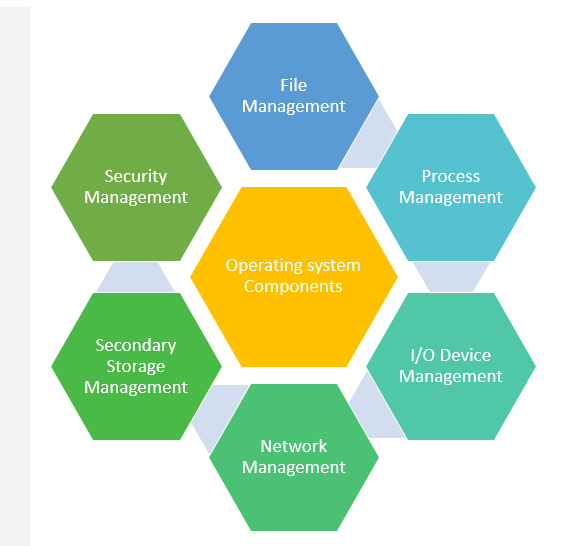 File
Management
Process
Management
I/O Device
Management
Network
Management
Secondary
Storage
Management
Security
Management
Operating system
Components